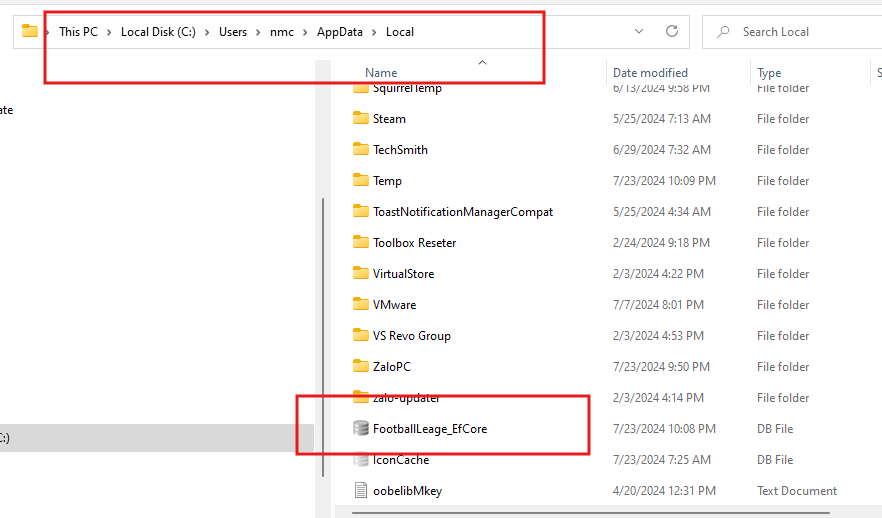 This PC > Local Disk (C:) > Users > nmc > AppData > Local
Search Local
Name Date modified Type S
SquirrelTemp 6/13/2024 9:58 PM File folder
ate
Steam 5/25/2024 7:13 AM File folder
TechSmith 6/29/2024 7:32 AM File folder
Temp 7/23/2024 10:09 PM File folder
ToastNotificationManagerCompat 5/25/2024 4:34 AM File folder
Toolbox Reseter 2/24/2024 9:18 PM File folder
VirtualStore 2/3/2024 4:22 PM File folder
VMware 7/7/2024 8:01 PM File folder
VS Revo Group 2/3/2024 4:53 PM File folder
ZaloPC 7/23/2024 9:50 PM File folder
zalo-updater 2/3/2024 4:14 PM File folder
FootballLeage_EfCore 7/23/2024 10:08 PM DB File
C:)
IconCache 7/23/2024 7:25 AM DB File
oobelibMkey 4/20/2024 12:31 PM Text Document